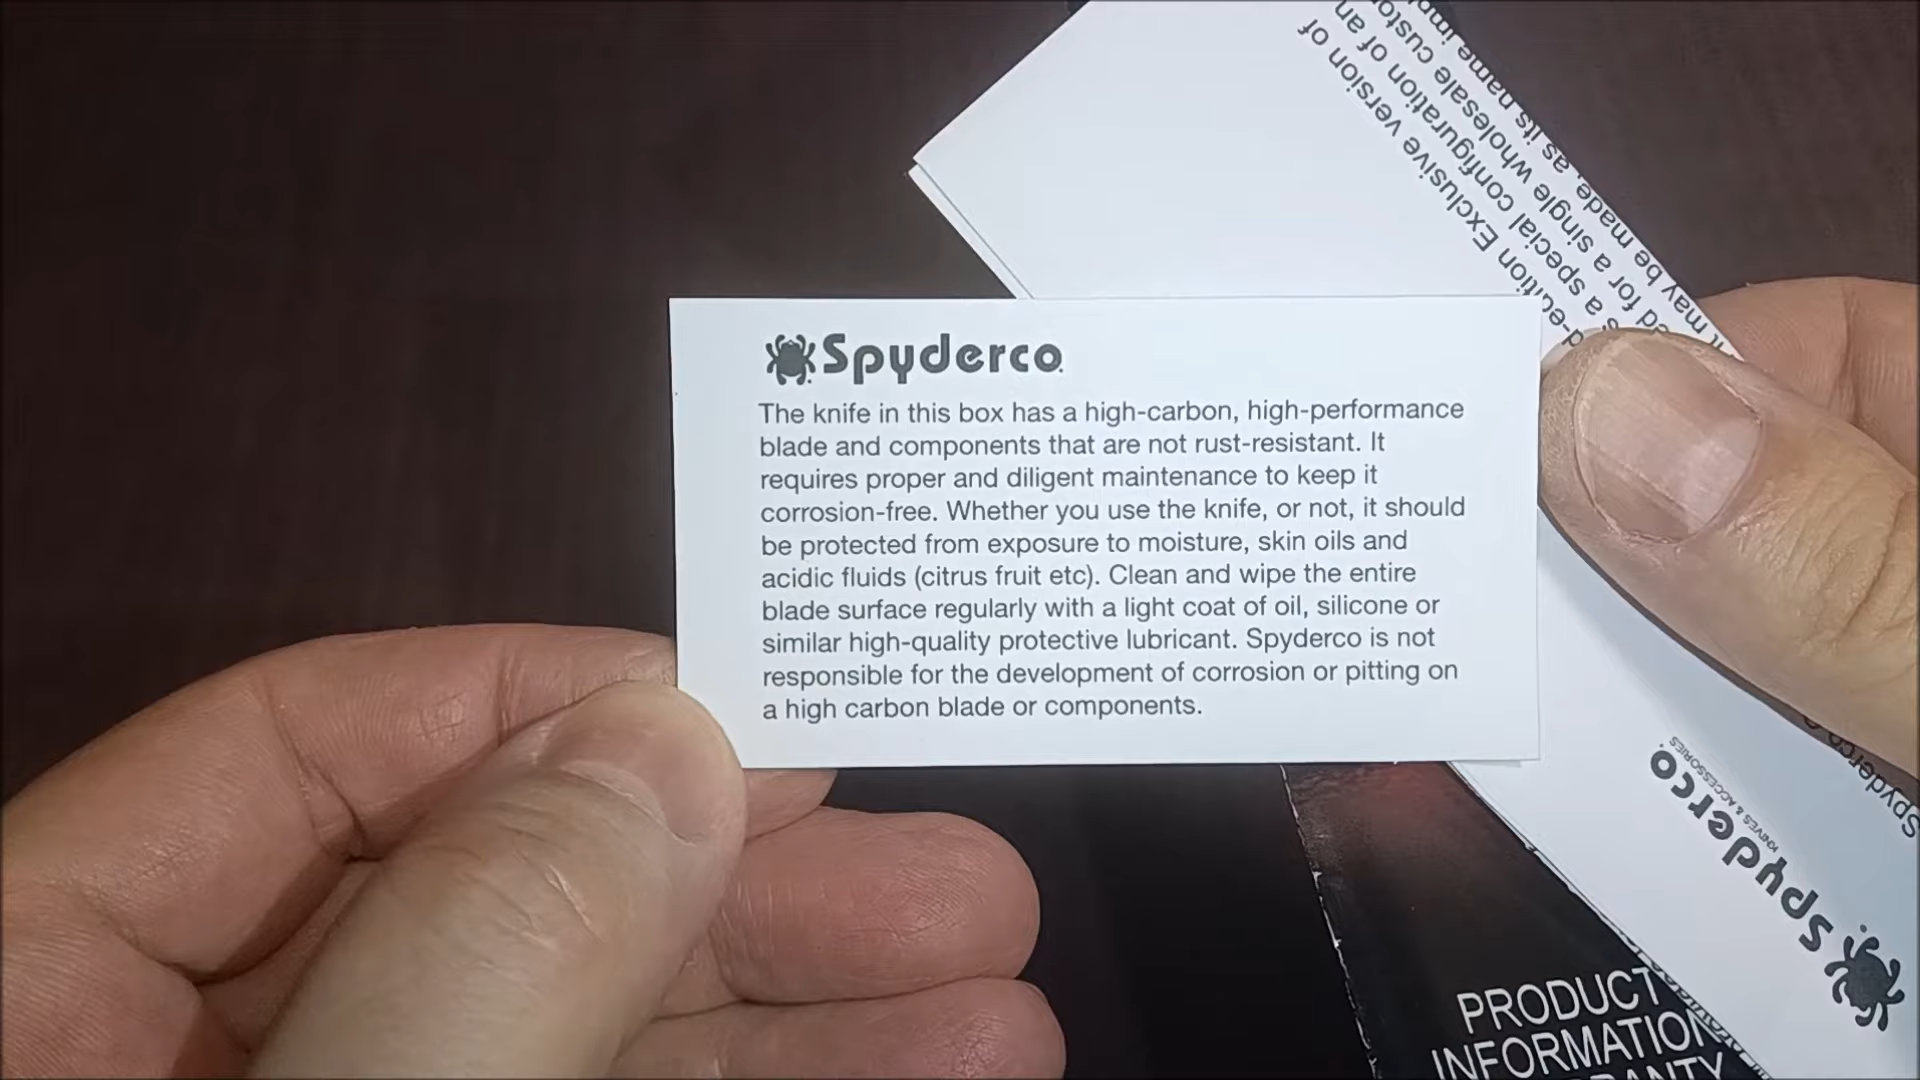 Spyderco
The knife in this box has a high-carbon, high-performance
blade and components that are not rust-resistant. It
requires proper and diligent maintenance to keep it
corrosion-free. Whether you use the knife, or not, it should
be protected from exposure to moisture, skin oils and
acidic fluids (citrus fruit etc). Clean and wipe the entire
blade surface regularly with a light coat of oil, silicone or
similar high-quality protective lubricant. Spyderco is not
responsible for the development of corrosion or pitting on
a high carbon blade or components.
Exclusive version of
a special configuration of an
for a single wholesale
may be made, as its name
Spyderco
Spyderco
KNIVES & ACCESSORIES
PRODUCT
INFORMATION